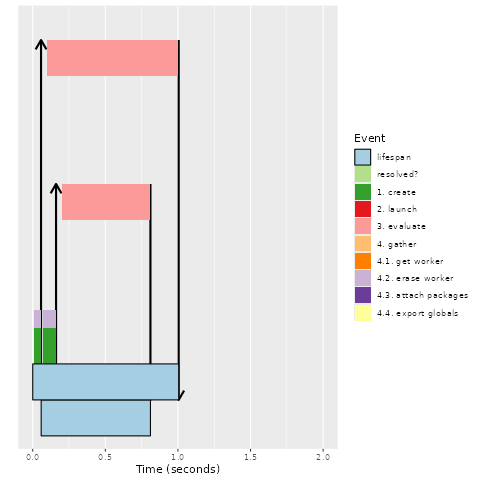 Event
lifespan
resolved?
1. create
2. launch
3. evaluate
4. gather
4.1. get worker
4.2. erase worker
4.3. attach packages
4.4. export globals
0.0 0.5 1.0 1.5 2.0
Time (seconds)